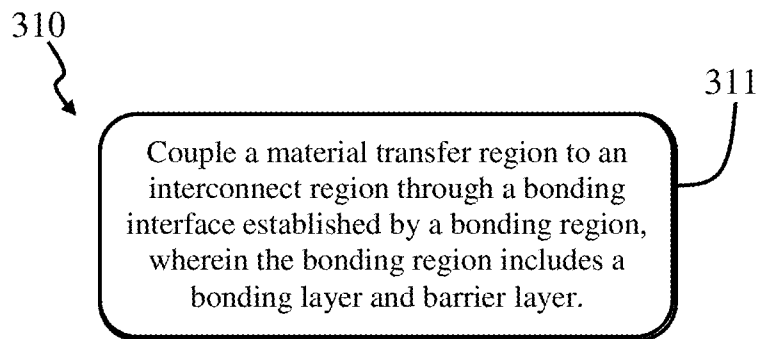 310
311
Couple a material transfer region to an
interconnect region through a bonding
interface established by a bonding region,
wherein the bonding region includes a
bonding layer and barrier layer.